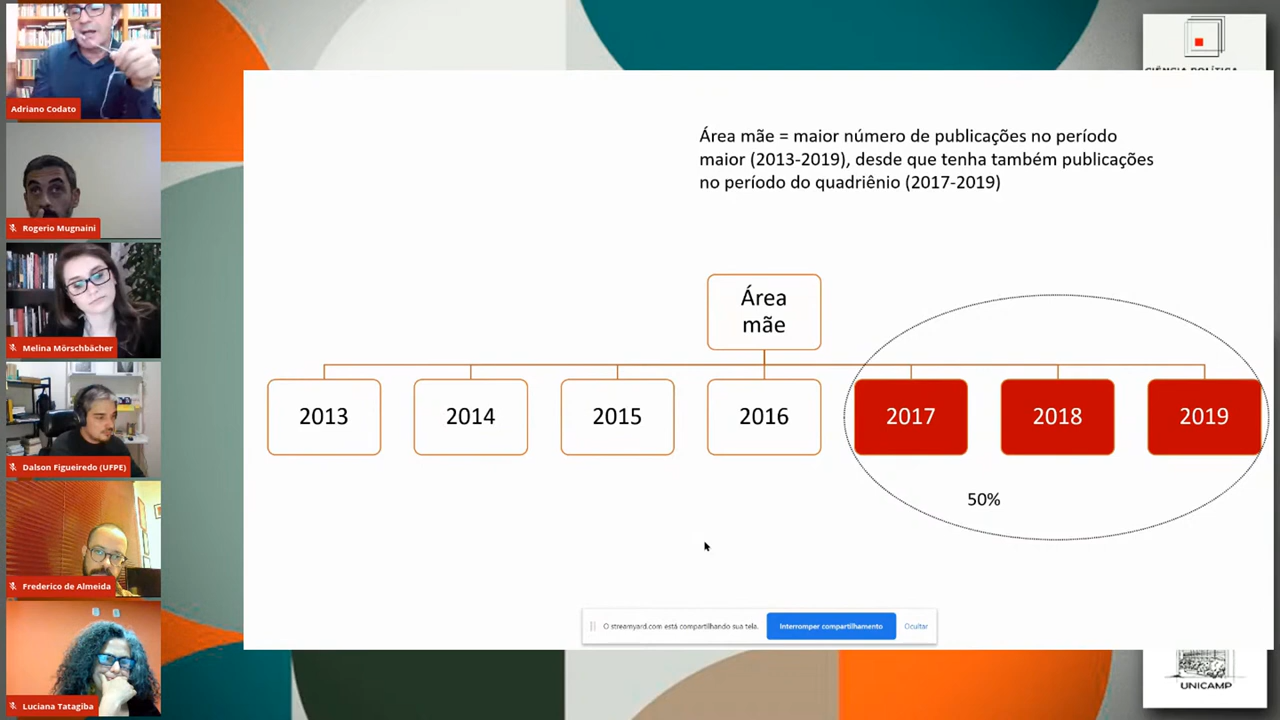 Adriano Codato
Rogerio Mugnaini
Melina Mörschbächer
Dalson Figueiredo (UFPE)
Frederico de Almeida
Luciana Tatagiba
Área mãe = maior número de publicações no período
maior (2013-2019), desde que tenha também publicações
no período do quadriênio (2017-2019)
Área
mãe
2013
2014
2015
2016
2017
2018
2019
50%
O streamyard.com está compartilhando sua tela.
Interromper compartilhamento
Ocultar
CIÊNCIA POLÍTICA
UNICAMP